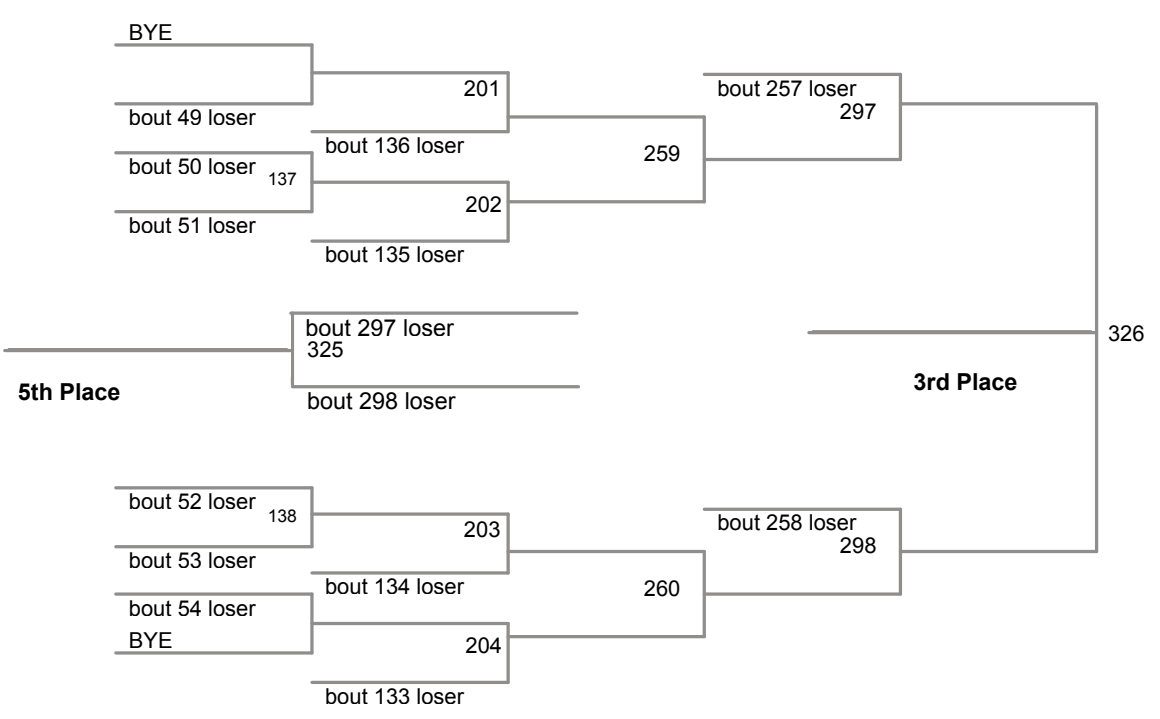 BYE
bout 49 loser
201
bout 136 loser
bout 50 loser
137
bout 51 loser
202
bout 135 loser
259
bout 257 loser
297
bout 297 loser
325
bout 298 loser
5th Place
326
3rd Place
bout 52 loser
138
bout 53 loser
203
bout 134 loser
bout 54 loser
BYE
204
bout 133 loser
260
bout 258 loser
298